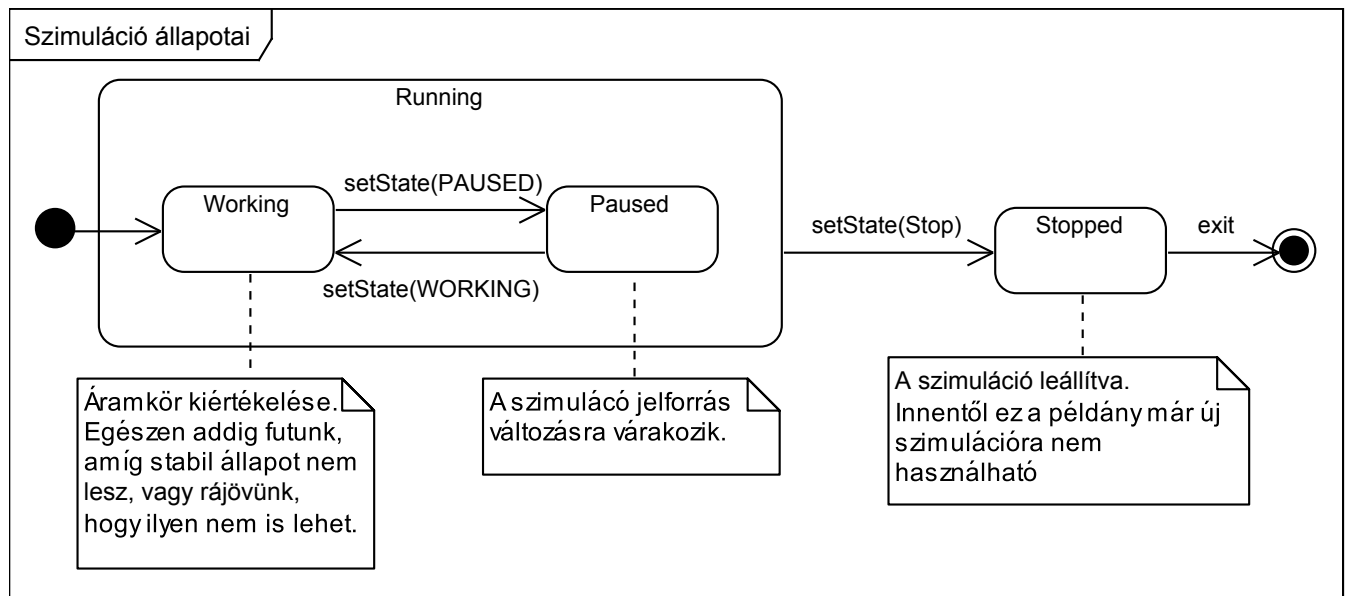 Szimuláció állapotai
Running
setState(PAUSED)
Working
Paused
setState(WORKING)
setState(Stop)
Stopped
exit
Áramkör kiértékelése.
Egészen addig futunk,
amíg stabil állapot nem
lesz, vagy rájövünk,
hogy ilyen nem is lehet.
A szimulácó jelforrás
változásra várakozik.
A szimuláció leállítva.
Innentől ez a példány már új
szimulációra nem
használható